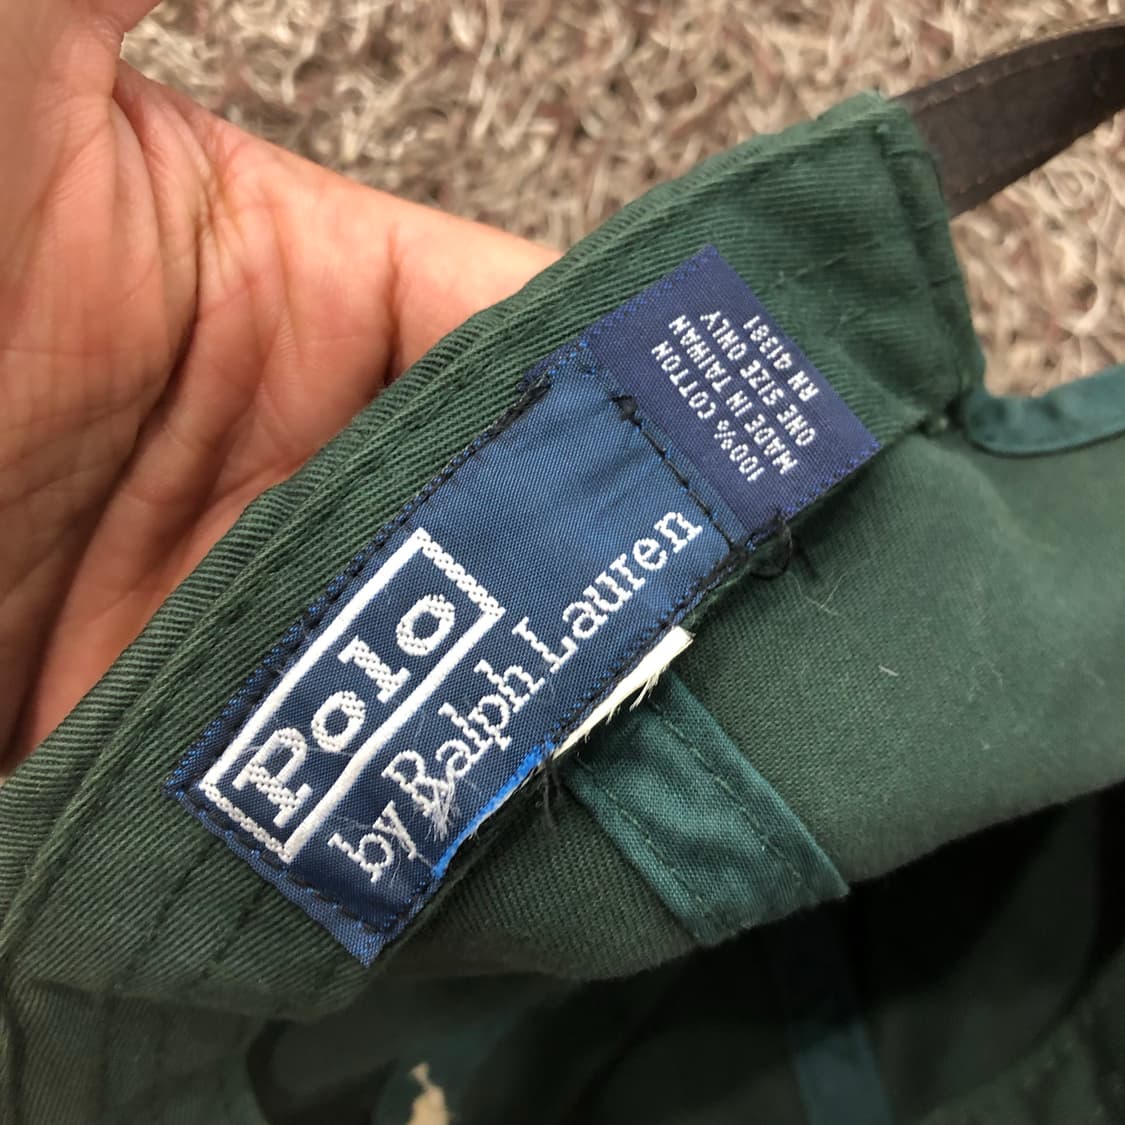 Polo
by Ralph Lauren
100% COTTON
MADE IN TAIWAN
ONE SIZE ONLY
RN 41381